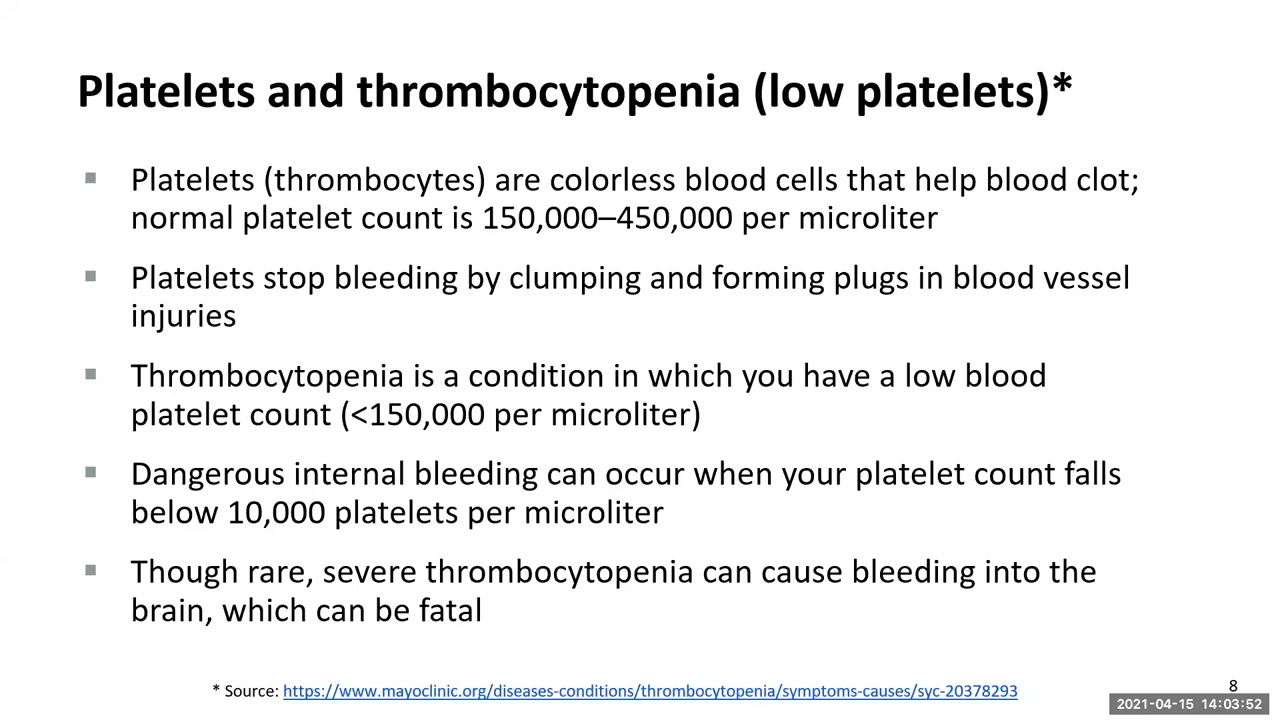 Platelets and thrombocytopenia (low platelets)*
▪ Platelets (thrombocytes) are colorless blood cells that help blood clot;
normal platelet count is 150,000–450,000 per microliter
▪ Platelets stop bleeding by clumping and forming plugs in blood vessel
injuries
▪ Thrombocytopenia is a condition in which you have a low blood
platelet count (<150,000 per microliter)
▪ Dangerous internal bleeding can occur when your platelet count falls
below 10,000 platelets per microliter
▪ Though rare, severe thrombocytopenia can cause bleeding into the
brain, which can be fatal
* Source: https://www.mayoclinic.org/diseases-conditions/thrombocytopenia/symptoms-causes/syc-20378293
8
2021-04-15 14:03:52